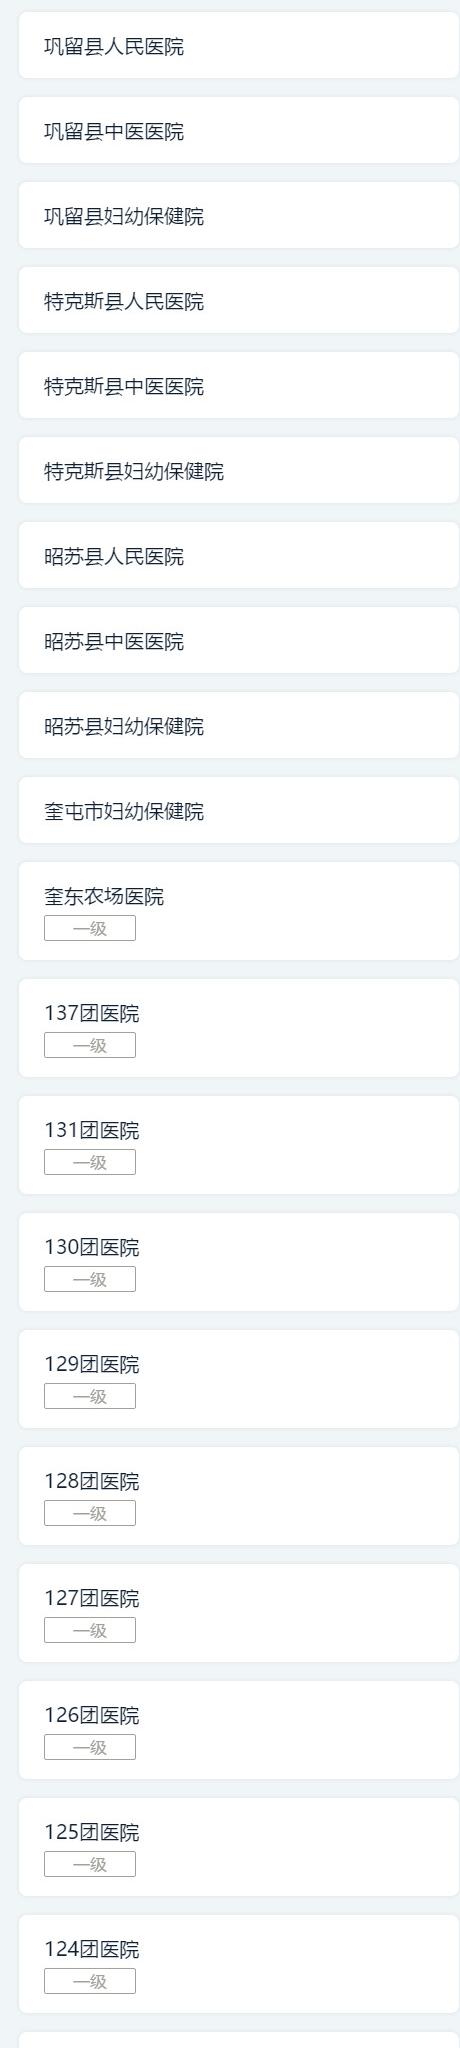 巩留县人民医院
巩留县中医医院
巩留县妇幼保健院
特克斯县人民医院
特克斯县中医医院
特克斯县妇幼保健院
昭苏县人民医院
昭苏县中医医院
昭苏县妇幼保健院
奎屯市妇幼保健院
奎东农场医院
一级
137团医院
一级
131团医院
一级
130团医院
一级
129团医院
一级
128团医院
一级
127团医院
一级
126团医院
一级
125团医院
一级
124团医院
一级